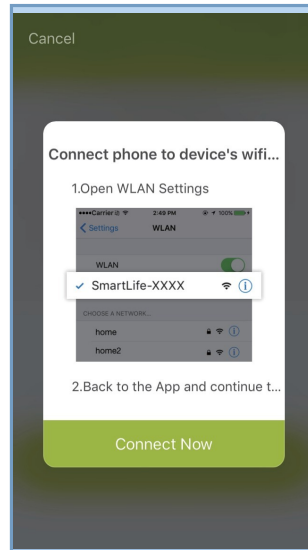 Cancel
Connect phone to device's wifi...
1.Open WLAN Settings
Carrier 2:49 PM 100%
Settings WLAN
WLAN
SmartLife-XXXX
CHOOSE A NETWORK...
home
home2
2.Back to the App and continue t...
Connect Now